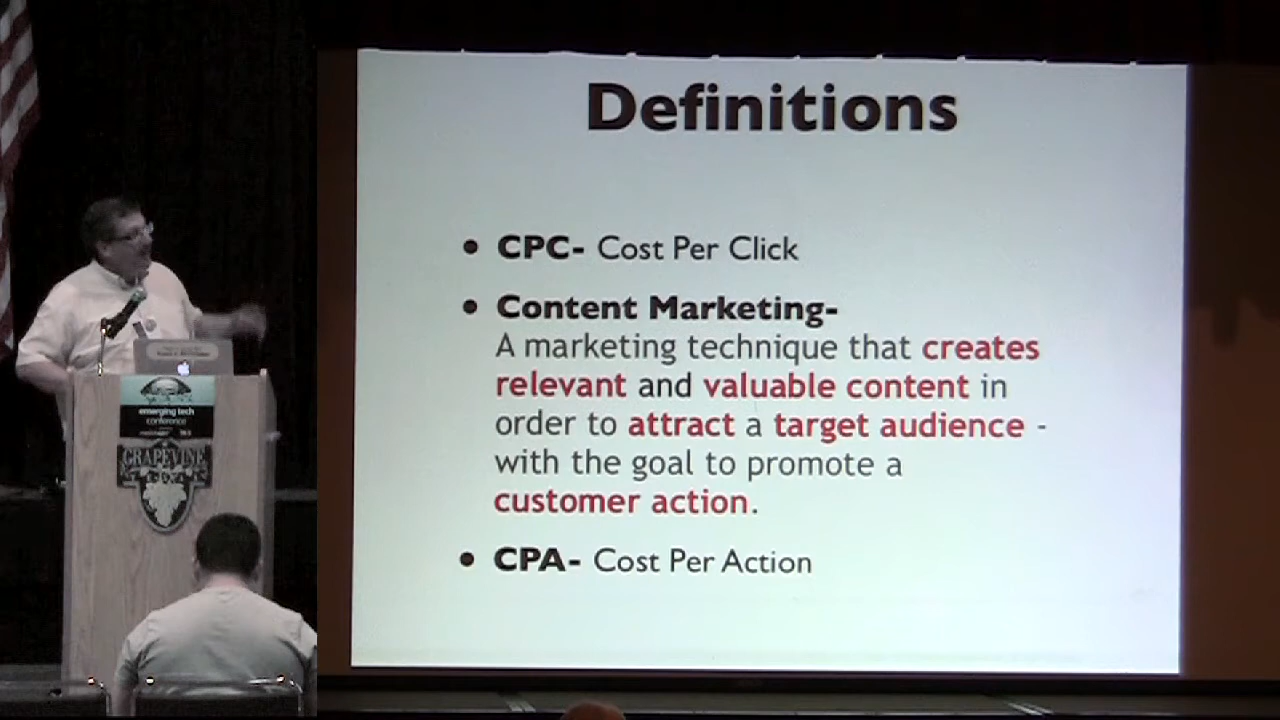 Definitions
• CPC- Cost Per Click
• Content Marketing-
A marketing technique that creates
relevant and valuable content in
order to attract a target audience -
with the goal to promote a
customer action.
• CPA- Cost Per Action
emerging tech
conference
GRAPEVINE